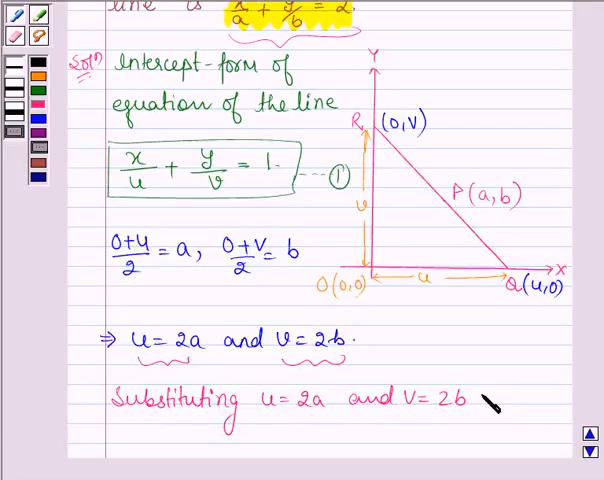 line is x/a + y/b = 2
Solⁿ Intercept-form of
equation of the line
x/u + y/v = 1 ---- ①
(0+u)/2 = a, (0+v)/2 = b
⇒ u = 2a and v = 2b.
Substituting u = 2a and v = 2b
Y
R (0,v)
v
P(a,b)
O(0,0)
u
Q(u,0)
X